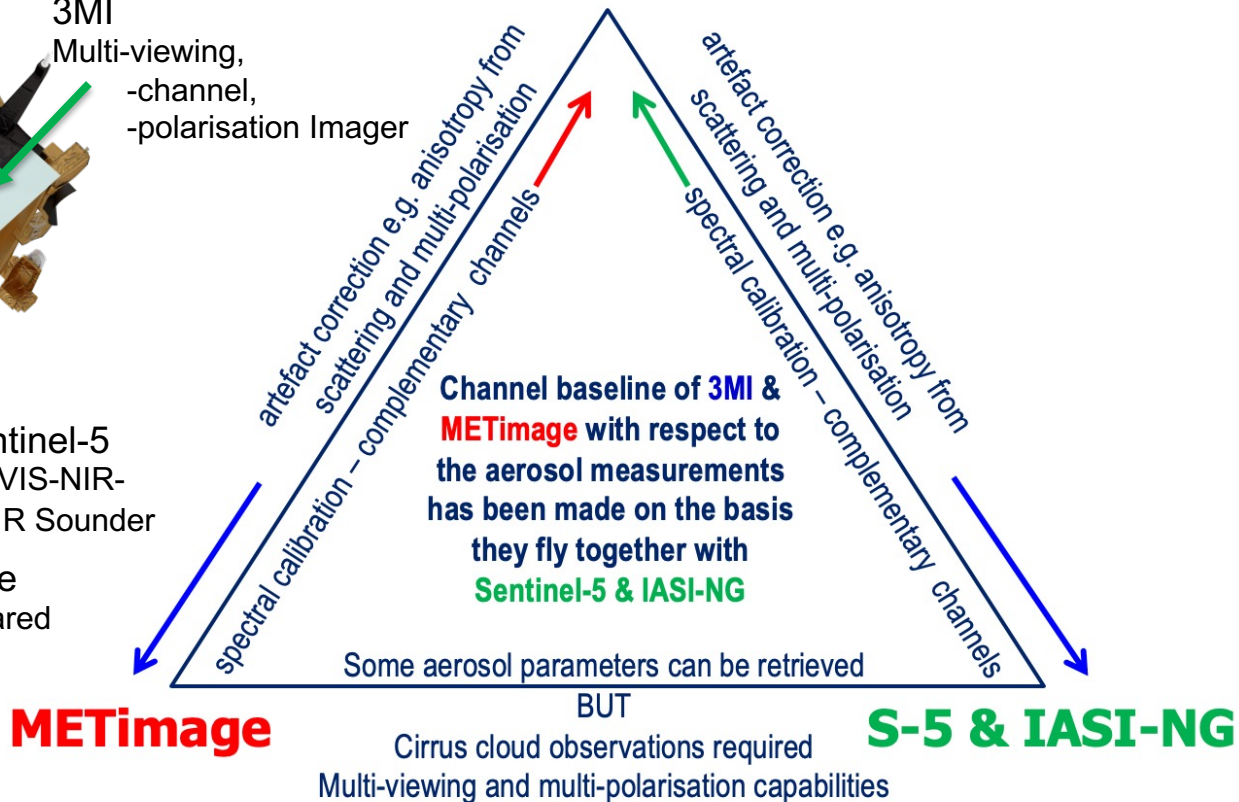 3MI
Multi-viewing,
-channel,
-polarisation Imager
artefact correction e.g. anisotropy from
scattering and multi-polarisation
spectral calibration – complementary channels
artefact correction e.g. anisotropy from
scattering and multi-polarisation
spectral calibration – complementary channels
Channel baseline of 3MI &
METimage with respect to
the aerosol measurements
has been made on the basis
they fly together with
Sentinel-5 & IASI-NG
ntinel-5
VIS-NIR-
R Sounder
e
ared
Some aerosol parameters can be retrieved
BUT
Cirrus cloud observations required
Multi-viewing and multi-polarisation capabilities
METimage
S-5 & IASI-NG